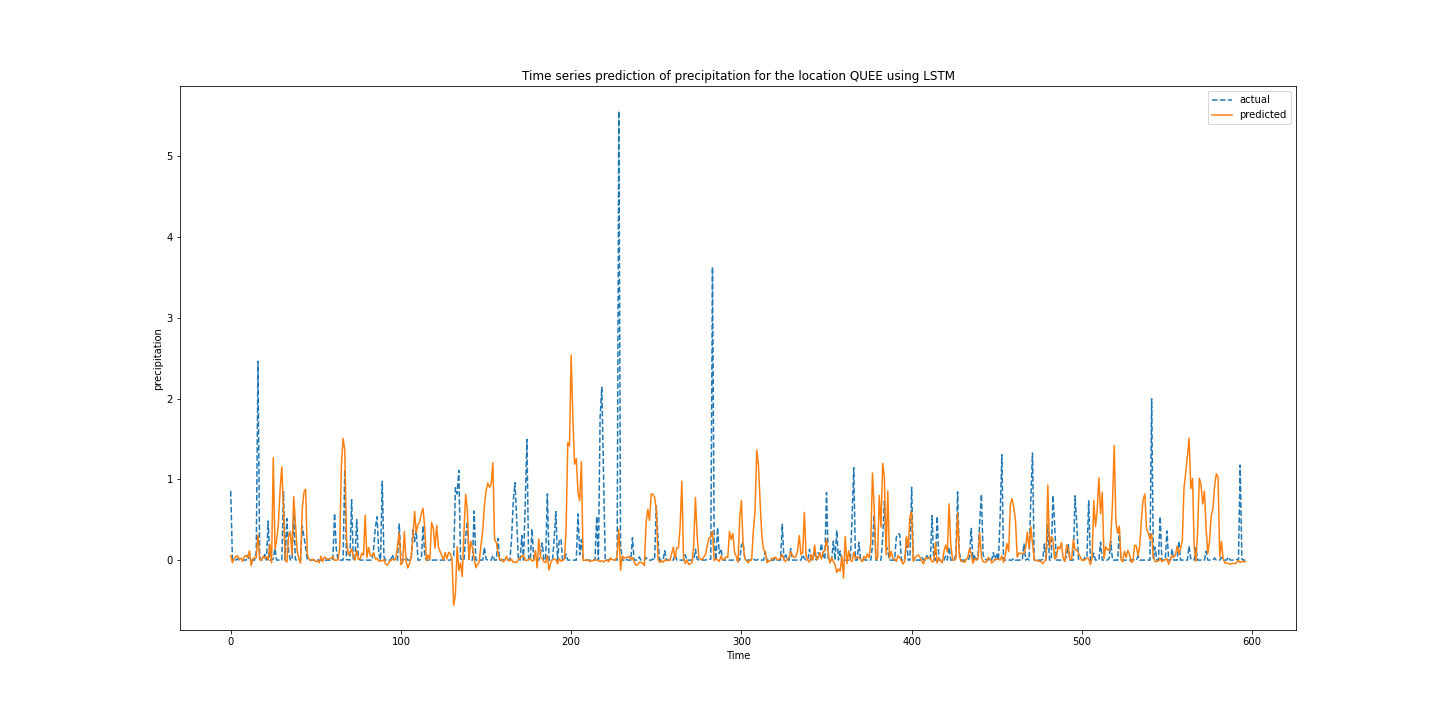 Time series prediction of precipitation for the location QUEE using LSTM
actual
predicted
5
4
3
2
1
0
precipitation
0 100 200 300 400 500 600
Time